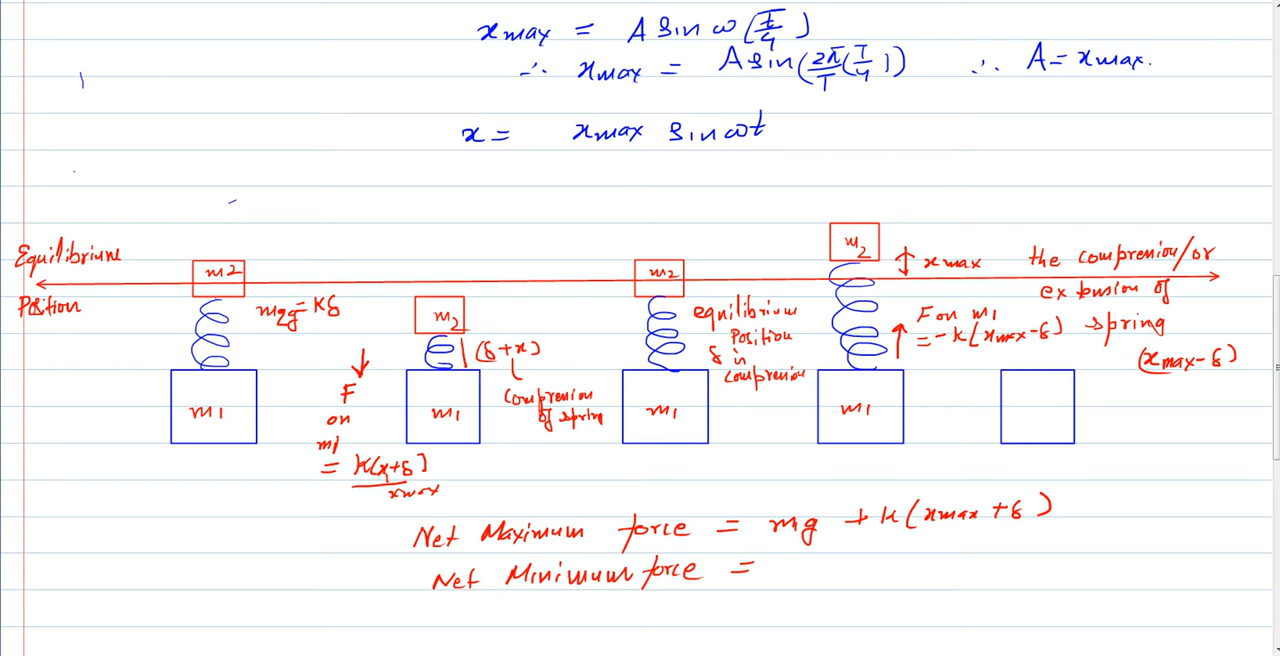 xmax = A sin ω (T/4)
∴ xmax = A sin (2π/T (T/4)) ∴ A = xmax.
x = xmax sin ωt
Equilibrium
Position
m2
m2g = Kδ
m1
F
on
m1
= K(x+δ)
xmax
m2
(δ+x)
Compression
of spring
m1
m2
equilibrium
Position
δ in
compression
m1
m2
xmax
F on m1
= -k(xmax-δ)
m1
the compression/or
extension of
spring
(xmax-δ)
Net Maximum force = mg + K(xmax + δ)
Net Minimum force =